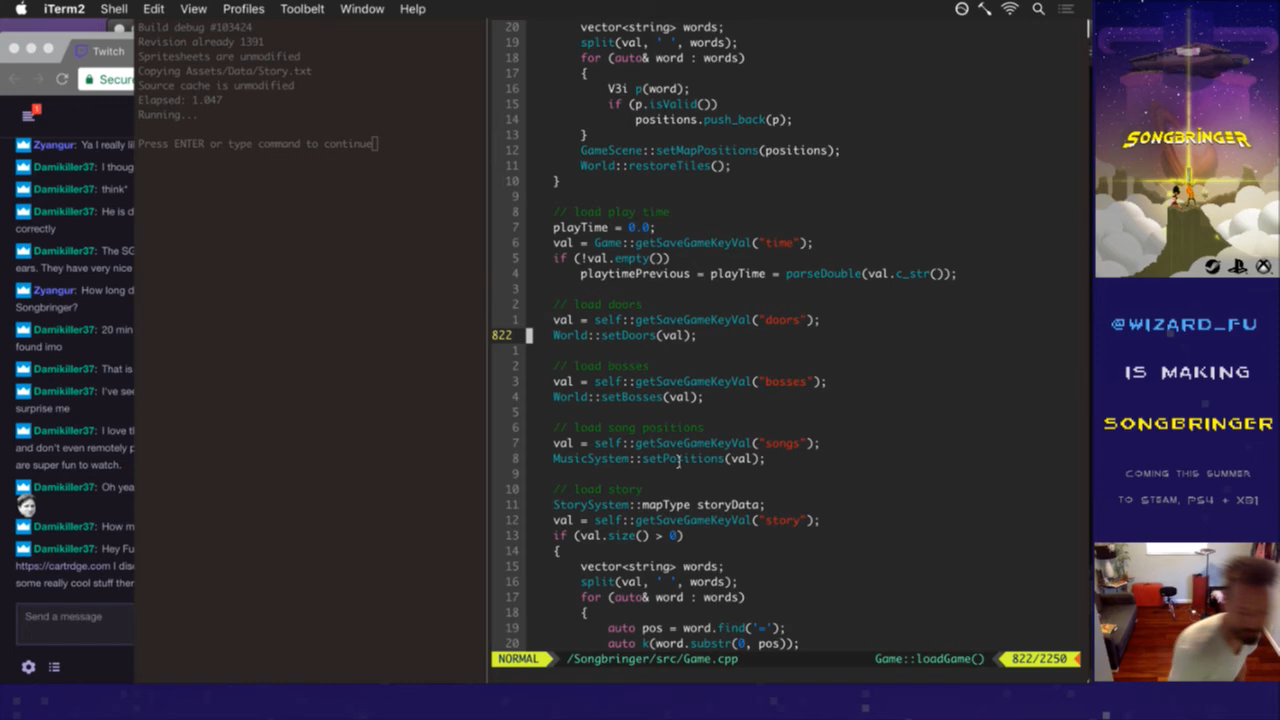 iTerm2 Shell Edit View Profiles Toolbelt Window Help
Twitch
Secur
1
Zyangur: Ya I really li
Damikiller37: I thoug
Damikiller37: think*
Damikiller37: He is d
correctly
Damikiller37: The SG
ears. They have very nice
Zyangur: How long d
Songbringer?
Damikiller37: 20 min
found imo
Damikiller37: That is
Damikiller37: I've see
surprise me
Damikiller37: I love th
and don't even remotely p
are super fun to watch.
Damikiller37: Oh yea
Damikiller37: How m
Damikiller37: Hey Fu
https://cartrdge.com I disc
some really cool stuff ther
Send a message
Build debug #103424
Revision already 1391
Spritesheets are unmodified
Copying Assets/Data/Story.txt
Source cache is unmodified
Elapsed: 1.047
Running...
Press ENTER or type command to continue
20 vector<string> words;
19 split(val, ' ', words);
18 for (auto& word : words)
17 {
16 V3i p(word);
15 if (p.isValid())
14 positions.push_back(p);
13 }
12 GameScene::setMapPositions(positions);
11 World::restoreTiles();
10 }
9
8 // load play time
7 playTime = 0.0;
6 val = Game::getSaveGameKeyVal("time");
5 if (!val.empty())
4 playtimePrevious = playTime = parseDouble(val.c_str());
3
2 // load doors
1 val = self::getSaveGameKeyVal("doors");
822 World::setDoors(val);
1
2 // load bosses
3 val = self::getSaveGameKeyVal("bosses");
4 World::setBosses(val);
5
6 // load song positions
7 val = self::getSaveGameKeyVal("songs");
8 MusicSystem::setPositions(val);
9
10 // load story
11 StorySystem::mapType storyData;
12 val = self::getSaveGameKeyVal("story");
13 if (val.size() > 0)
14 {
15 vector<string> words;
16 split(val, ' ', words);
17 for (auto& word : words)
18 {
19 auto pos = word.find('=');
20 auto k(word.substr(0, pos));
NORMAL /Songbringer/src/Game.cpp Game::loadGame() 822/2250
SONGBRINGER
@WIZARD_FU
IS MAKING
SONGBRINGER
COMING THIS SUMMER
TO STEAM, PS4 + XB1